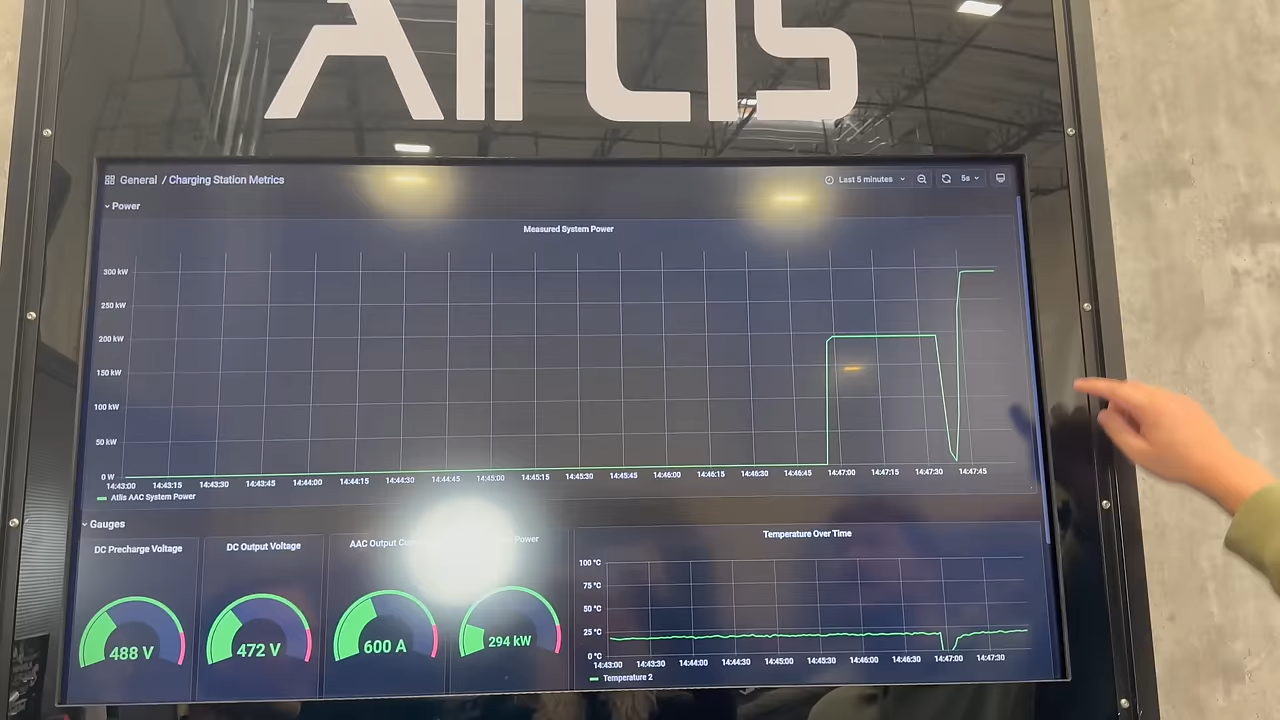 Atlis
General / Charging Station Metrics
Last 5 minutes
5s
Power
Measured System Power
300 kW
250 kW
200 kW
150 kW
100 kW
50 kW
0 W
14:43:00 14:43:15 14:43:30 14:43:45 14:44:00 14:44:15 14:44:30 14:44:45 14:45:00 14:45:15 14:45:30 14:45:45 14:46:00 14:46:15 14:46:30 14:46:45 14:47:00 14:47:15 14:47:30 14:47:45
Atlis AAC System Power
Gauges
DC Precharge Voltage
488 V
DC Output Voltage
472 V
AAC Output
600 A
Power
294 kW
Temperature Over Time
100 °C
75 °C
50 °C
25 °C
0 °C
14:43:00 14:43:30 14:44:00 14:44:30 14:45:00 14:45:30 14:46:00 14:46:30 14:47:00 14:47:30
Temperature 2